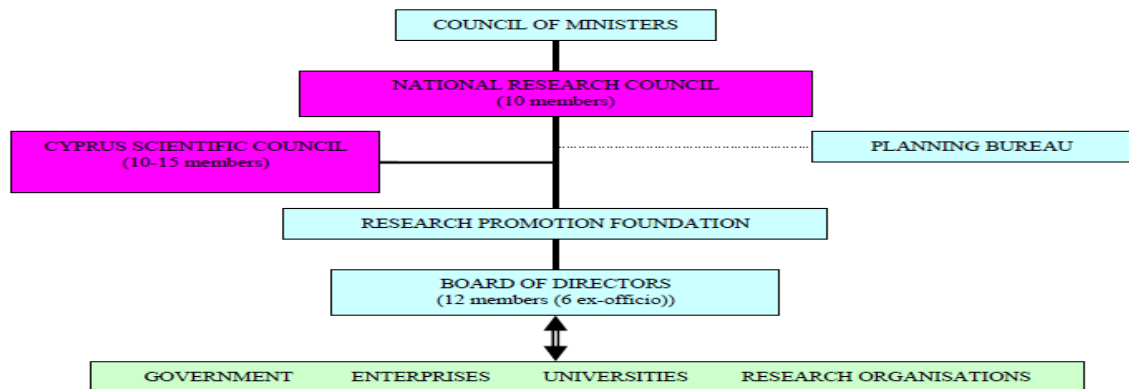 COUNCIL OF MINISTERS
NATIONAL RESEARCH COUNCIL
(10 members)
CYPRUS SCIENTIFIC COUNCIL
(10-15 members)
PLANNING BUREAU
RESEARCH PROMOTION FOUNDATION
BOARD OF DIRECTORS
(12 members (6 ex-officio))
GOVERNMENT ENTERPRISES UNIVERSITIES RESEARCH ORGANISATIONS